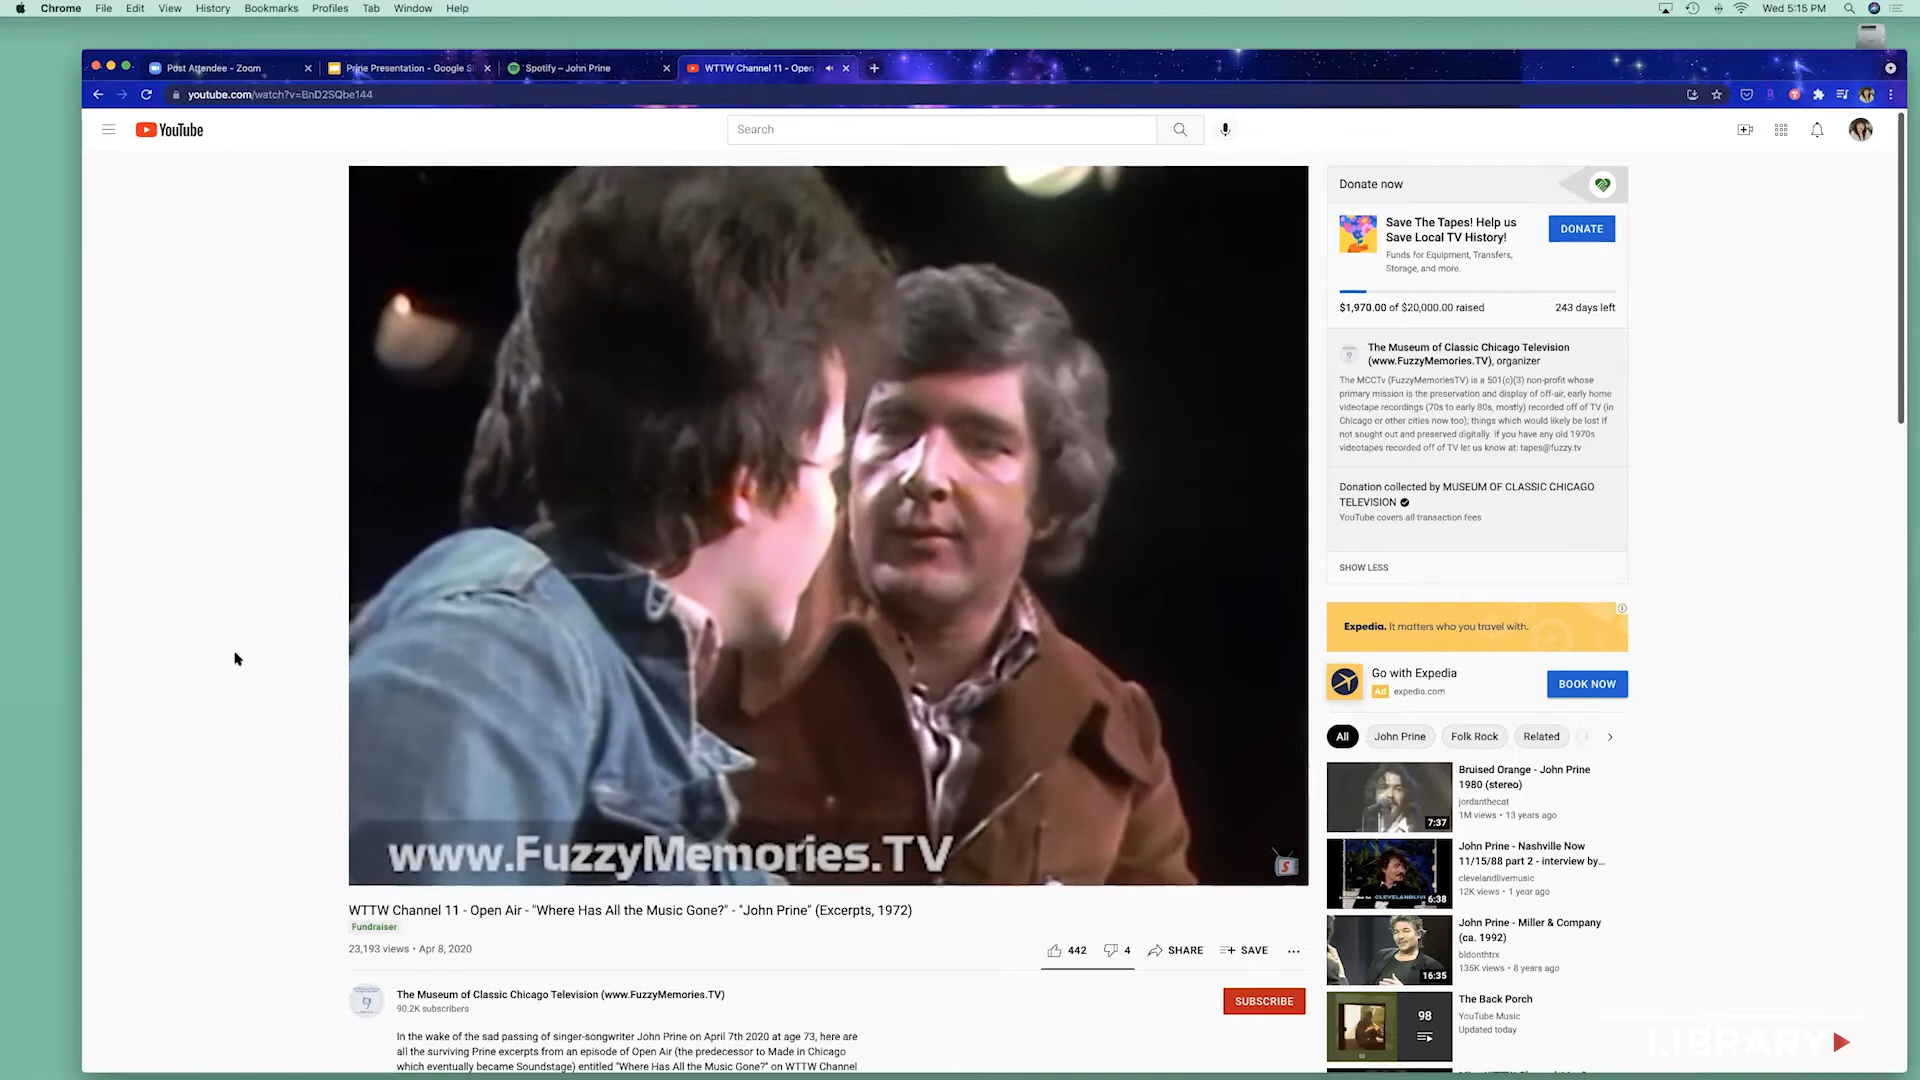 Chrome File Edit View History Bookmarks Profiles Tab Window Help
Wed 5:15 PM
Post Attendee - Zoom
Prine Presentation - Google Sl
Spotify – John Prine
WTTW Channel 11 - Open
youtube.com/watch?v=BnD2SQbe144
YouTube
Search
Donate now
Save The Tapes! Help us
Save Local TV History!
DONATE
Funds for Equipment, Transfers,
Storage, and more.
$1,970.00 of $20,000.00 raised
243 days left
The Museum of Classic Chicago Television
(www.FuzzyMemories.TV), organizer
The MCCTv (FuzzyMemoriesTV) is a 501(c)(3) non-profit whose
primary mission is the preservation and display of off-air, early home
videotape recordings (70s to early 80s, mostly) recorded off of TV (in
Chicago or other cities now too); things which would likely be lost if
not sought out and preserved digitally. If you have any old 1970s
videotapes recorded off of TV let us know at: tapes@fuzzy.tv
Donation collected by MUSEUM OF CLASSIC CHICAGO
TELEVISION
YouTube covers all transaction fees
SHOW LESS
Expedia. It matters who you travel with.
Go with Expedia
Ad expedia.com
BOOK NOW
All John Prine Folk Rock Related
Bruised Orange - John Prine
1980 (stereo)
jordanthecat
1M views • 13 years ago
7:37
John Prine - Nashville Now
11/15/88 part 2 - interview by...
clevelandlivemusic
12K views • 1 year ago
CLEVELANDLIV
6:38
John Prine - Miller & Company
(ca. 1992)
bldonthtrx
135K views • 8 years ago
16:35
The Back Porch
YouTube Music
Updated today
98
www.FuzzyMemories.TV
S
WTTW Channel 11 - Open Air - "Where Has All the Music Gone?" - "John Prine" (Excerpts, 1972)
Fundraiser
23,193 views • Apr 8, 2020
442 4 SHARE SAVE
The Museum of Classic Chicago Television (www.FuzzyMemories.TV)
90.2K subscribers
SUBSCRIBE
In the wake of the sad passing of singer-songwriter John Prine on April 7th 2020 at age 73, here are
all the surviving Prine excerpts from an episode of Open Air (the predecessor to Made in Chicago
which eventually became Soundstage) entitled "Where Has All the Music Gone?" on WTTW Channel
LIBRARY